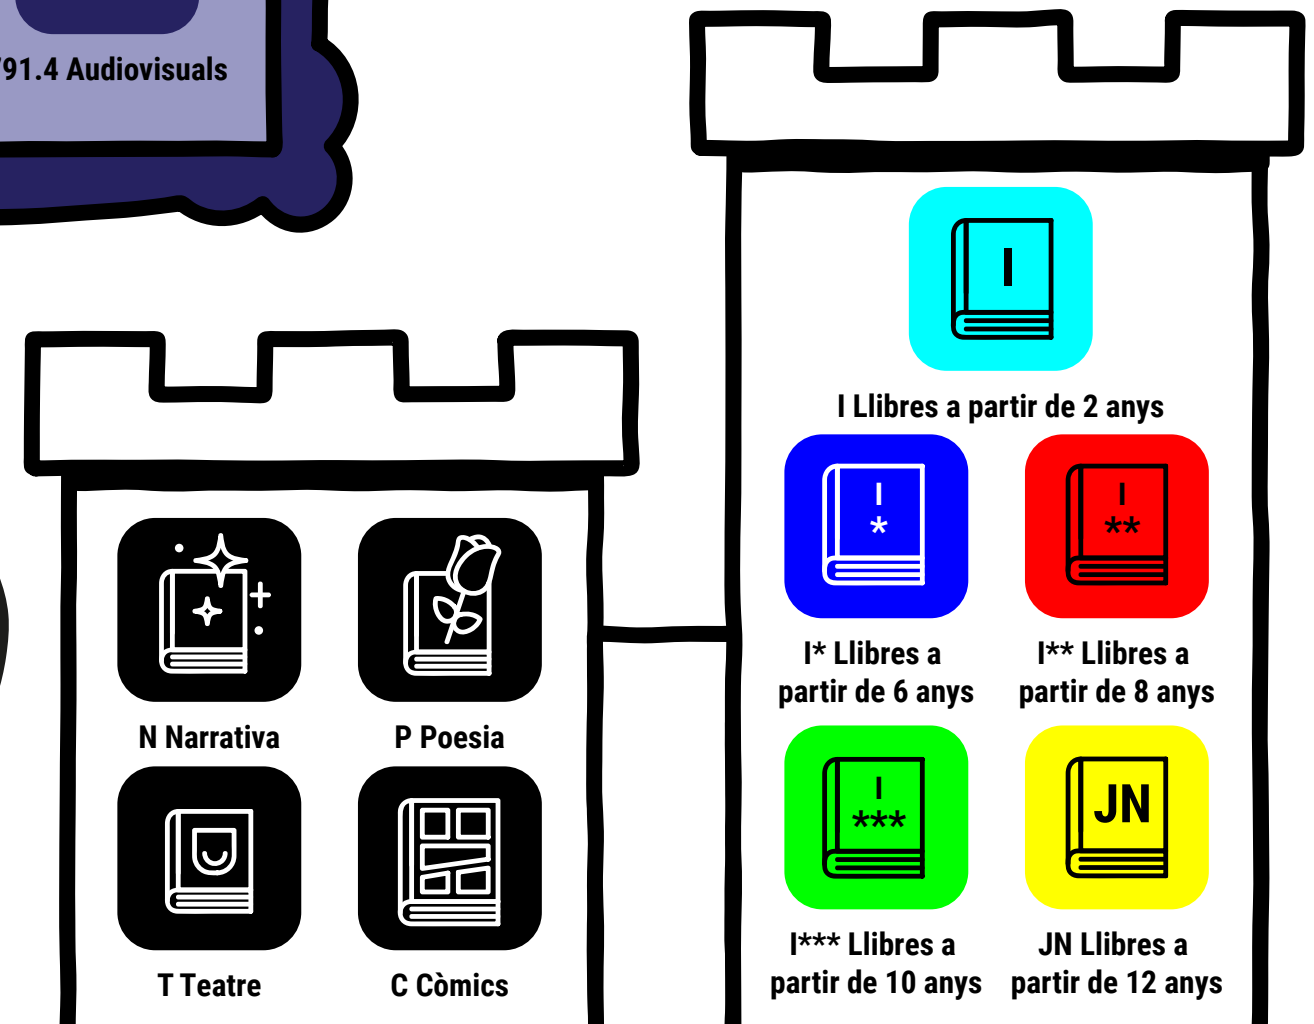 791.4 Audiovisuals
I
I Llibres a partir de 2 anys
I
*
I
**
I* Llibres a
partir de 6 anys
I** Llibres a
partir de 8 anys
I
***
JN
I*** Llibres a
partir de 10 anys
JN Llibres a
partir de 12 anys
N Narrativa
P Poesia
T Teatre
C Còmics